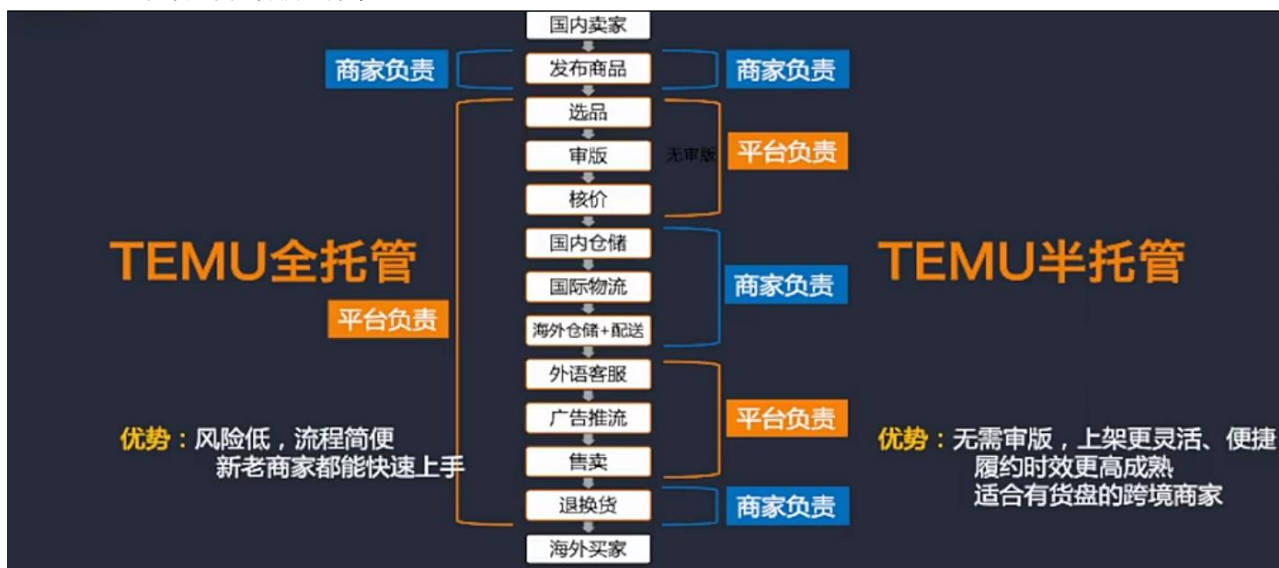 国内卖家
商家负责
发布商品
商家负责
选品
审版
无审版
平台负责
核价
TEMU全托管
国内仓储
TEMU半托管
国际物流
商家负责
平台负责
海外仓储+配送
外语客服
广告推流
平台负责
优势：风险低，流程简便
新老商家都能快速上手
售卖
优势：无需审版，上架更灵活、便捷
履约时效更高成熟
适合有货盘的跨境商家
退换货
商家负责
海外买家